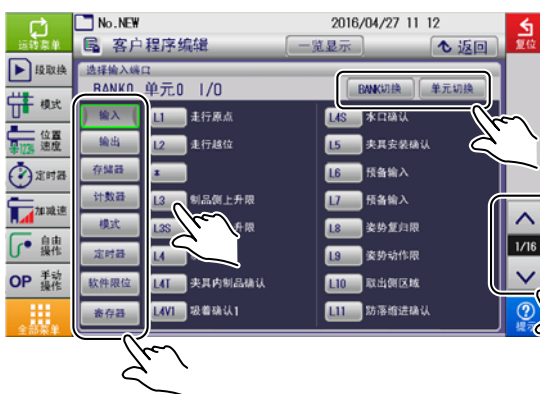 No.NEW 2016/04/27 11 12
运转菜单
客户程序编辑 一览显示 返回
复位
段取换
选择输入端口
BANK0 单元0 I/O BANK切换 单元切换
模式
位置
速度
123%
定时器
加减速
自由
操作
OP 手动
操作
全部菜单
输入
输出
存储器
计数器
模式
定时器
软件限位
寄存器
L1 走行原点 L4S 水口确认
L2 走行越位 L5 夹具安装确认
* L6 预备输入
L3 制品侧上升限 L7 预备输入
L3S 升限 L8 姿势复归限
L4 L9 姿势动作限
L4T 夹具内制品确认 L10 取出侧区域
L4V1 吸着确认1 L11 防落缩进确认
1/16
提示